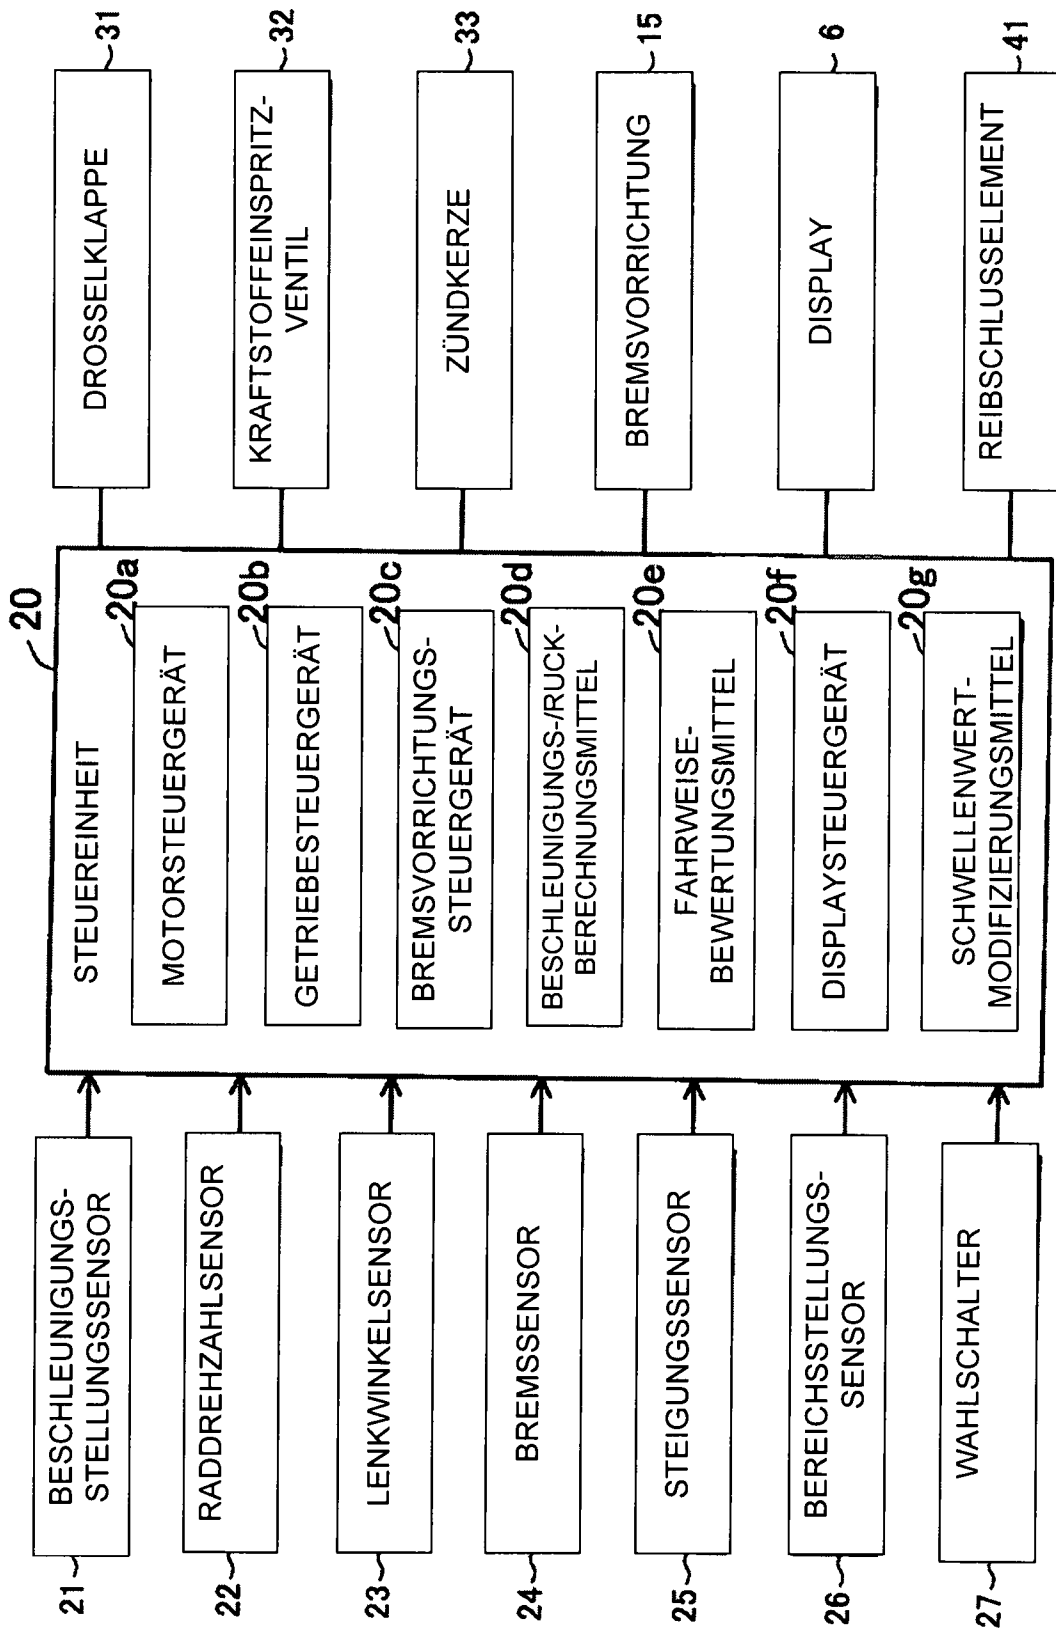 21
BESCHLEUNIGUNGS-
STELLUNGSSENSOR
22
RADDREHZAHLSENSOR
23
LENKWINKELSENSOR
24
BREMSSENSOR
25
STEIGUNGSSENSOR
26
BEREICHSSTELLUNGS-
SENSOR
27
WAHLSCHALTER
20
STEUEREINHEIT
20a
MOTORSTEUERGERÄT
20b
GETRIEBESTEUERGERÄT
20c
BREMSVORRICHTUNGS-
STEUERGERÄT
20d
BESCHLEUNIGUNGS-/RUCK-
BERECHNUNGSMITTEL
20e
FAHRWEISE-
BEWERTUNGSMITTEL
20f
DISPLAYSTEUERGERÄT
20g
SCHWELLENWERT-
MODIFIZIERUNGSMITTEL
DROSSELKLAPPE
31
KRAFTSTOFFEINSPRITZ-
VENTIL
32
ZÜNDKERZE
33
BREMSVORRICHTUNG
15
DISPLAY
6
REIBSCHLUSSELEMENT
41